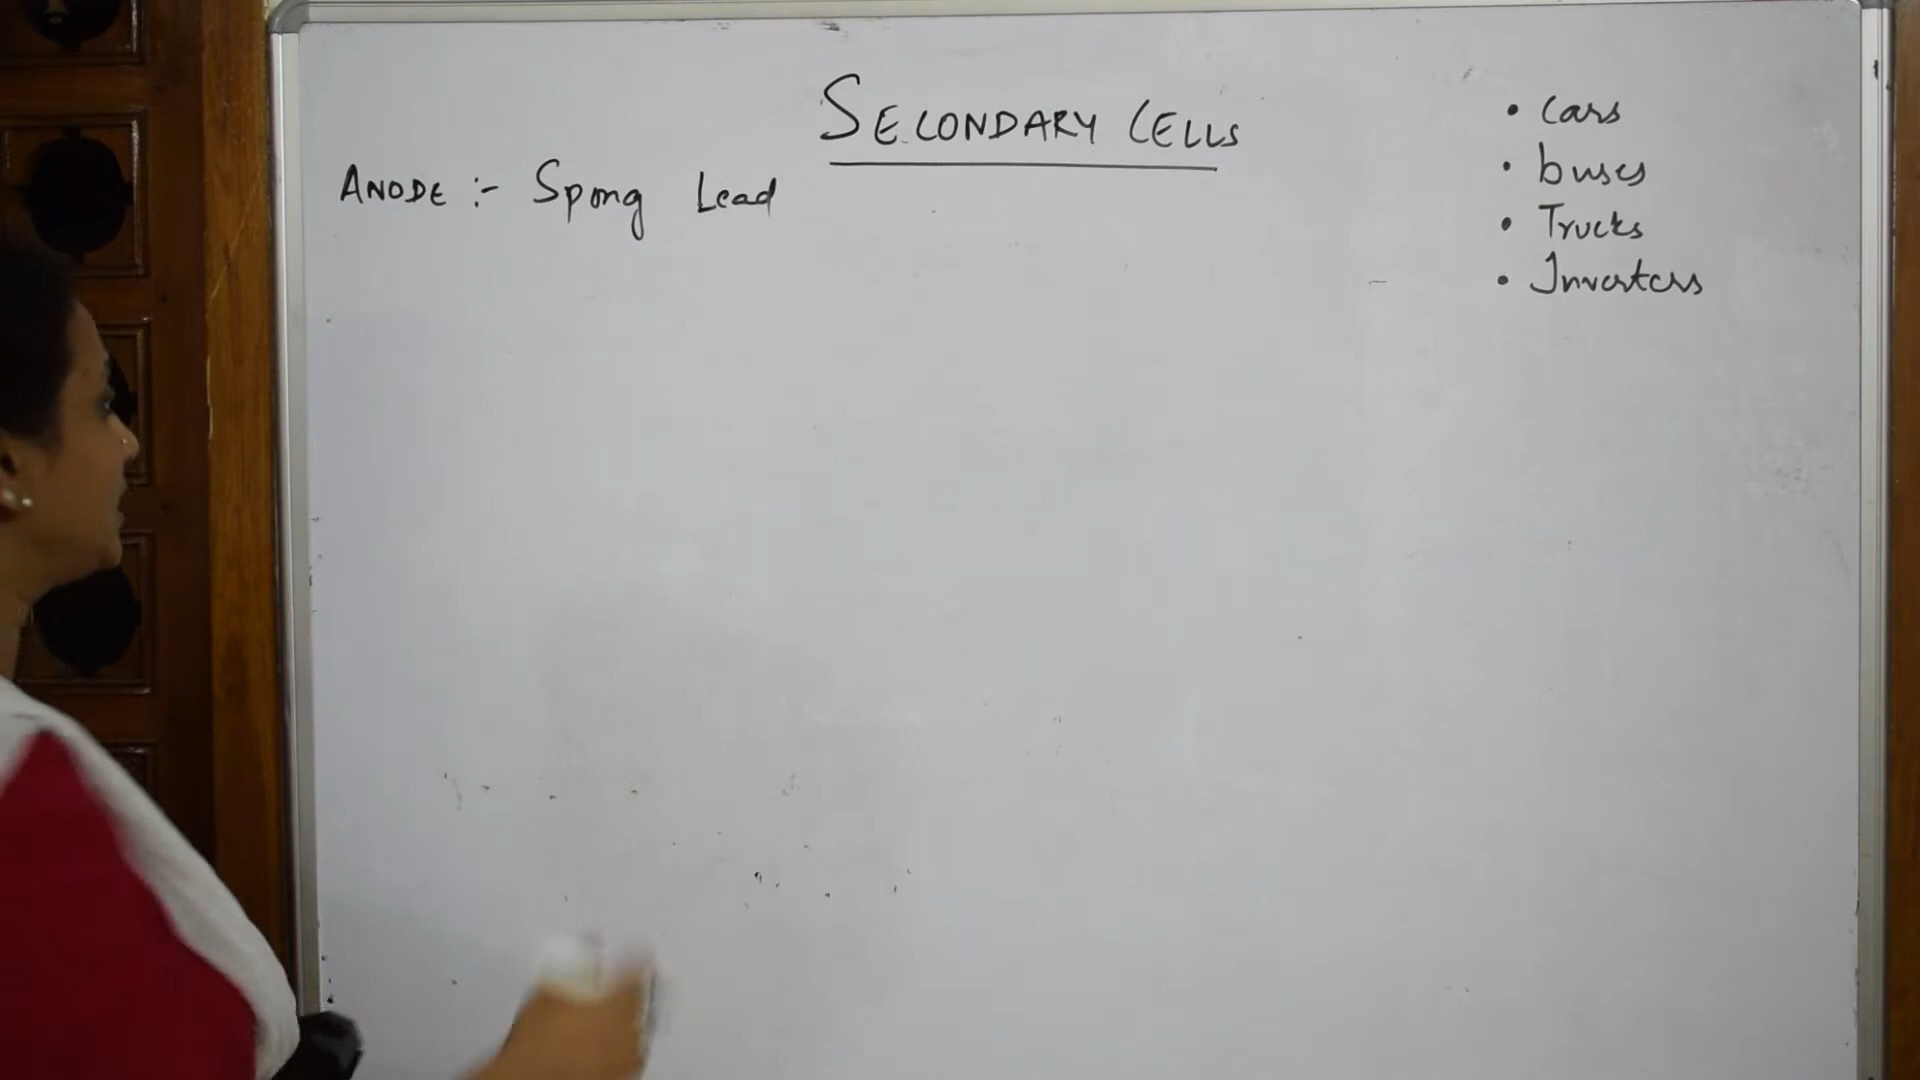 SECONDARY CELLS
ANODE :- Spong Lead
• Cars
• buses
• Trucks
• Inverters